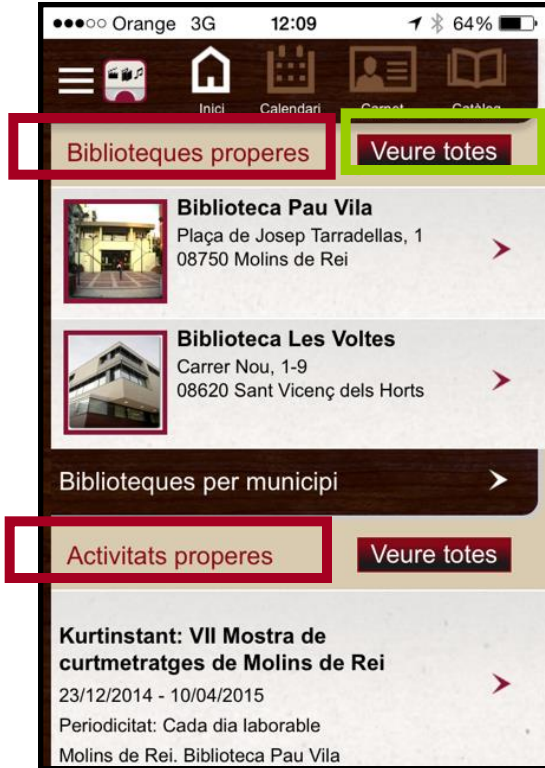 Orange 3G 12:09 64%
Inici Calendari Carnet Catàleg
Biblioteques properes Veure totes
Biblioteca Pau Vila
Plaça de Josep Tarradellas, 1
08750 Molins de Rei
Biblioteca Les Voltes
Carrer Nou, 1-9
08620 Sant Vicenç dels Horts
Biblioteques per municipi
Activitats properes Veure totes
Kurtinstant: VII Mostra de
curtmetratges de Molins de Rei
23/12/2014 - 10/04/2015
Periodicitat: Cada dia laborable
Molins de Rei. Biblioteca Pau Vila